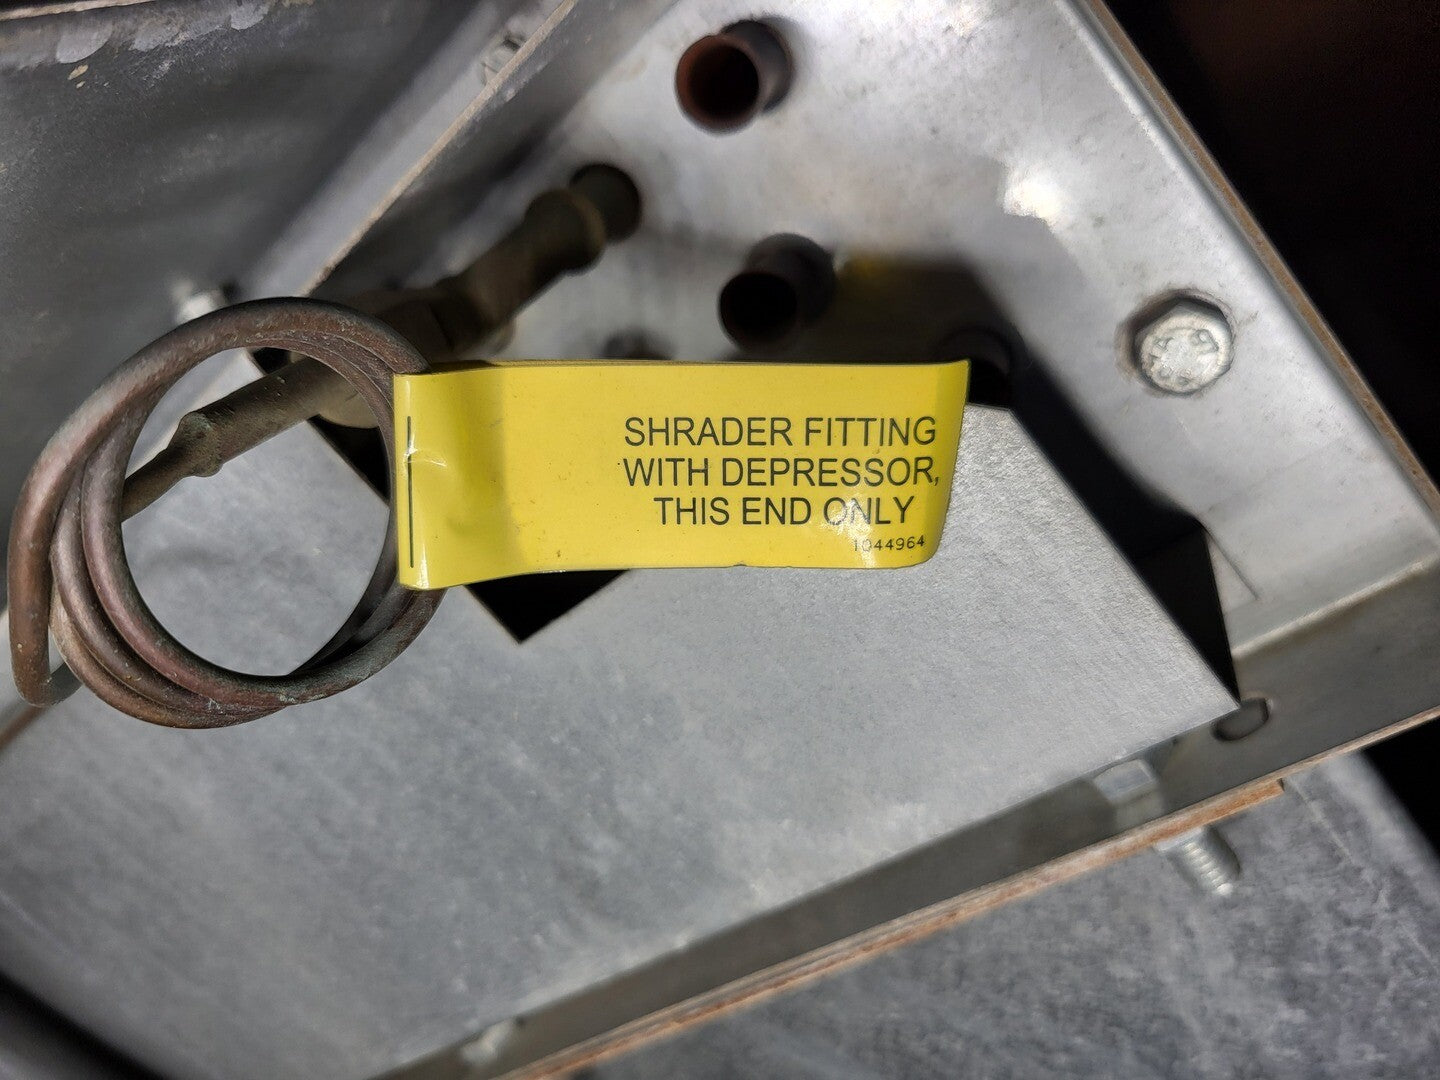 SHRADER FITTING
WITH DEPRESSOR,
THIS END ONLY
1044964